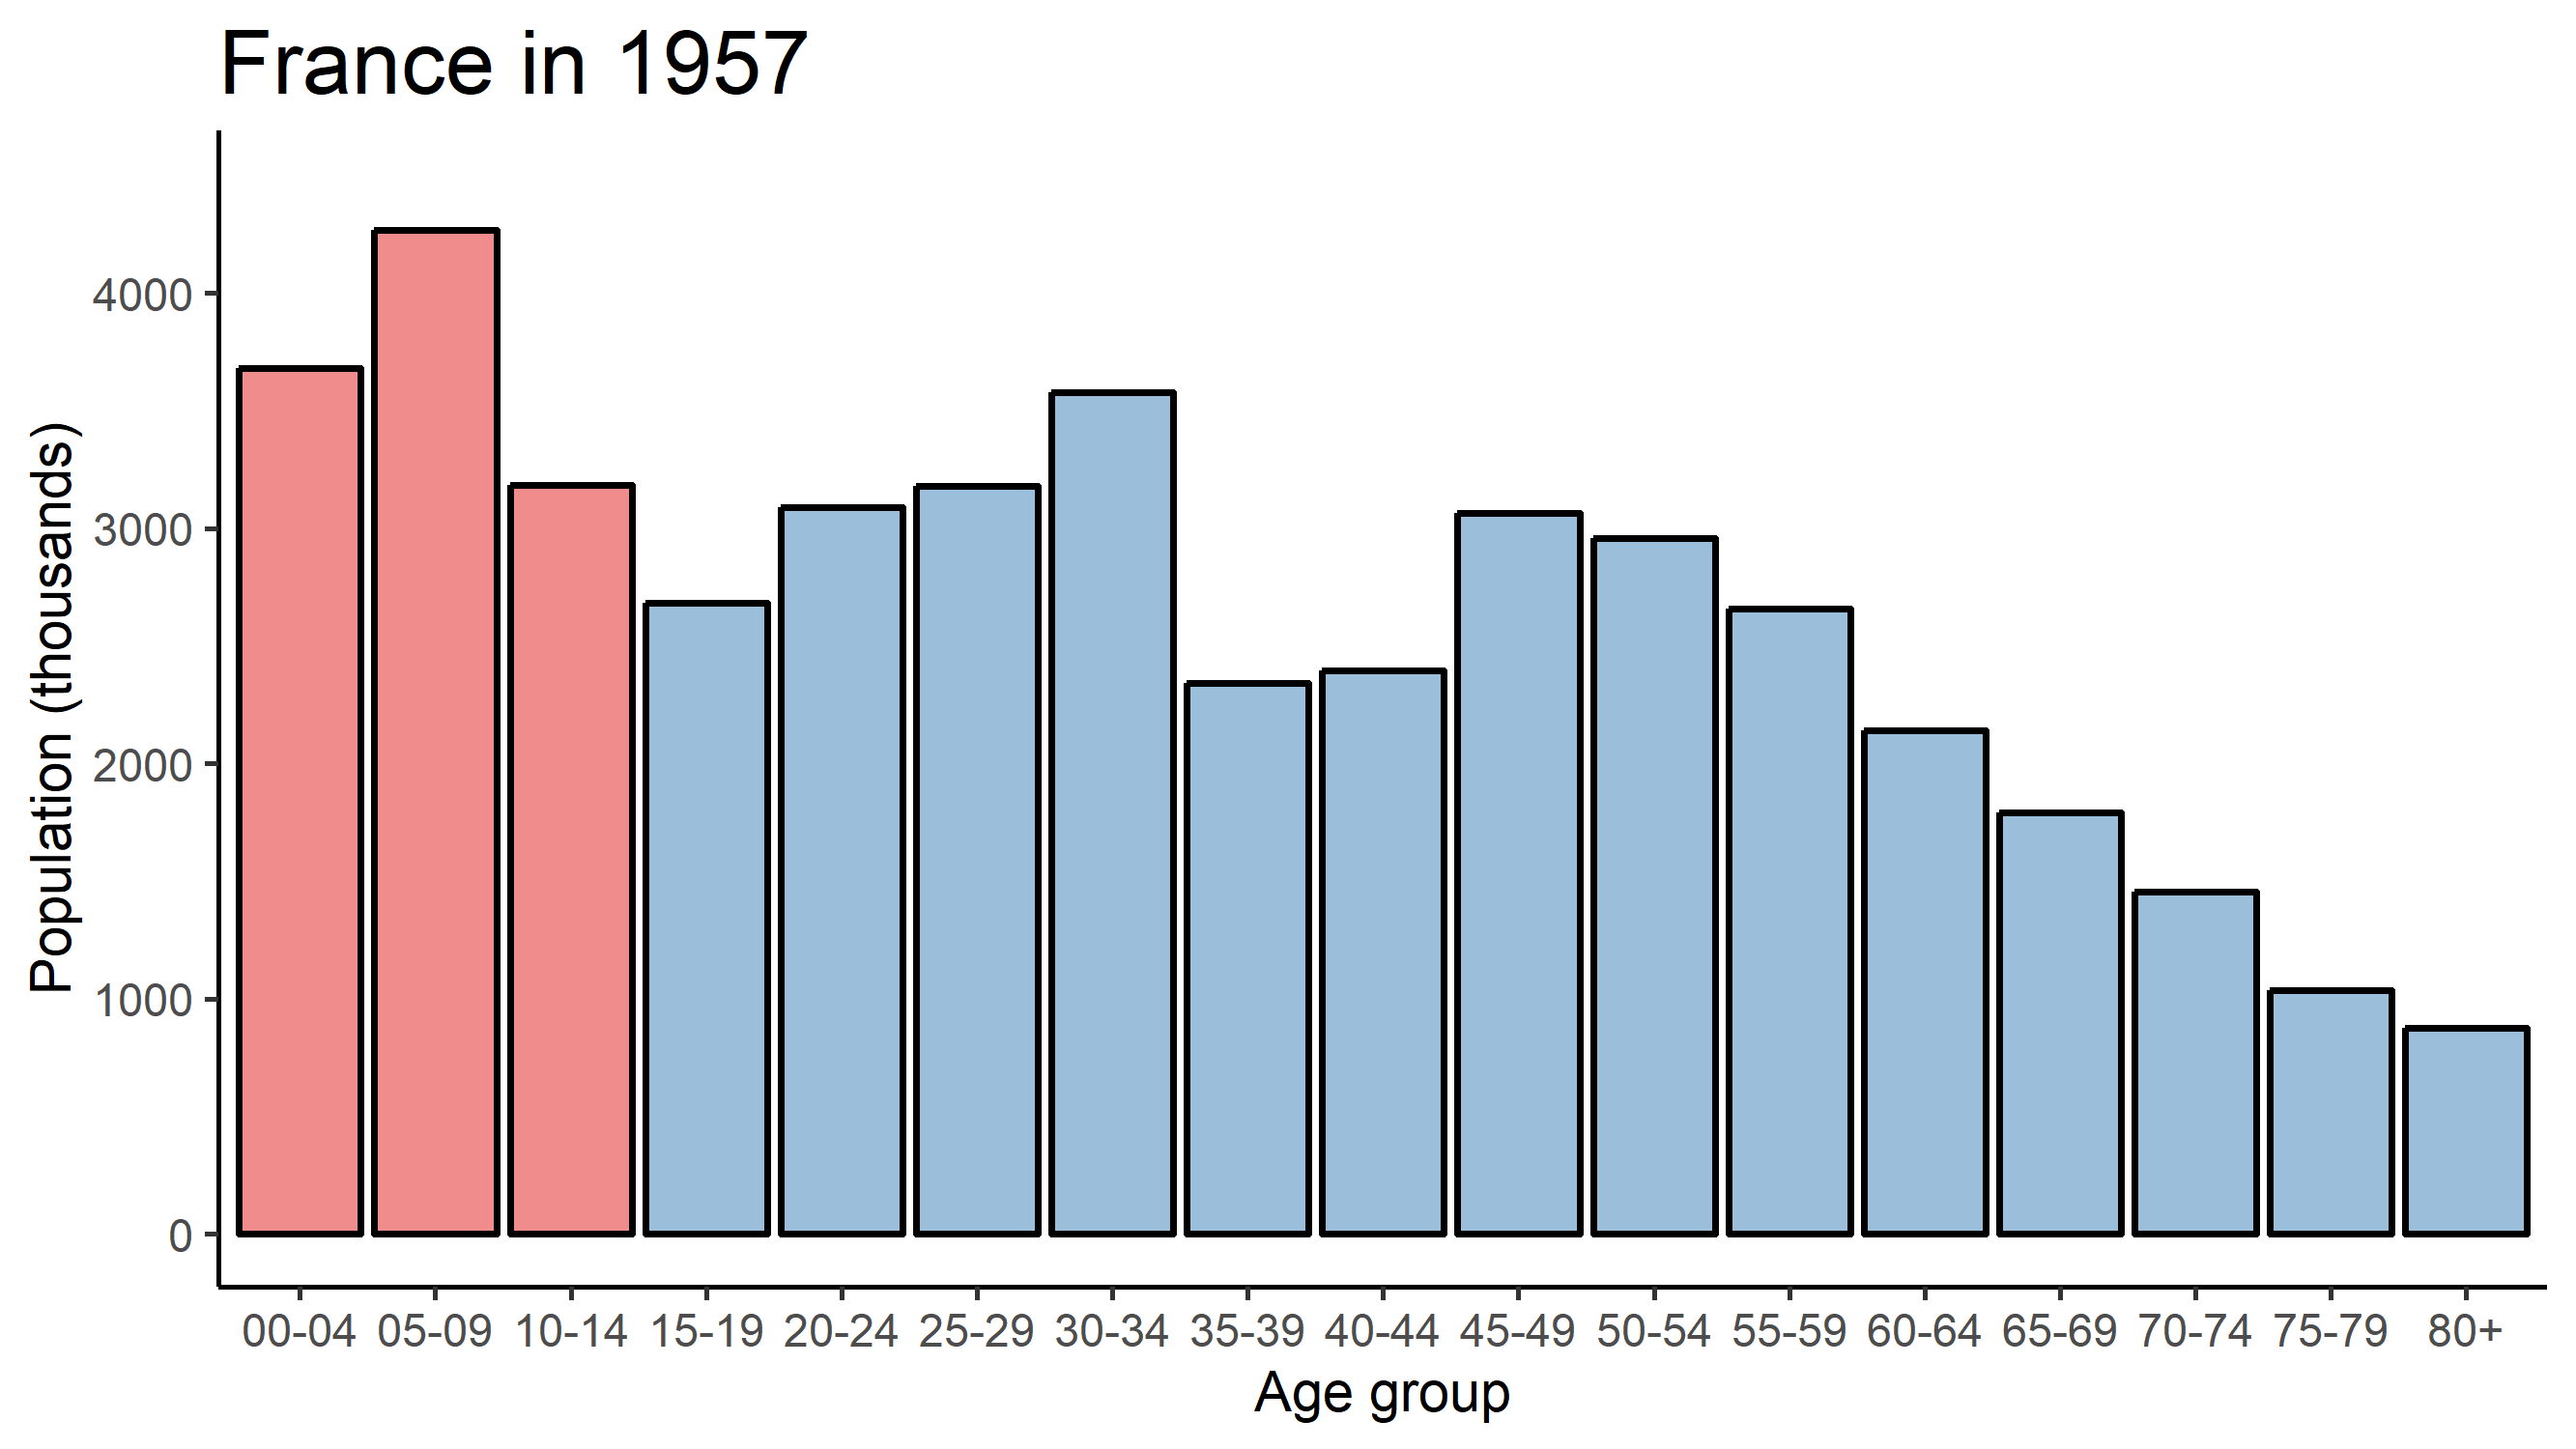 France in 1957
Population (thousands)
4000
3000
2000
1000
0
00-04 05-09 10-14 15-19 20-24 25-29 30-34 35-39 40-44 45-49 50-54 55-59 60-64 65-69 70-74 75-79 80+
Age group